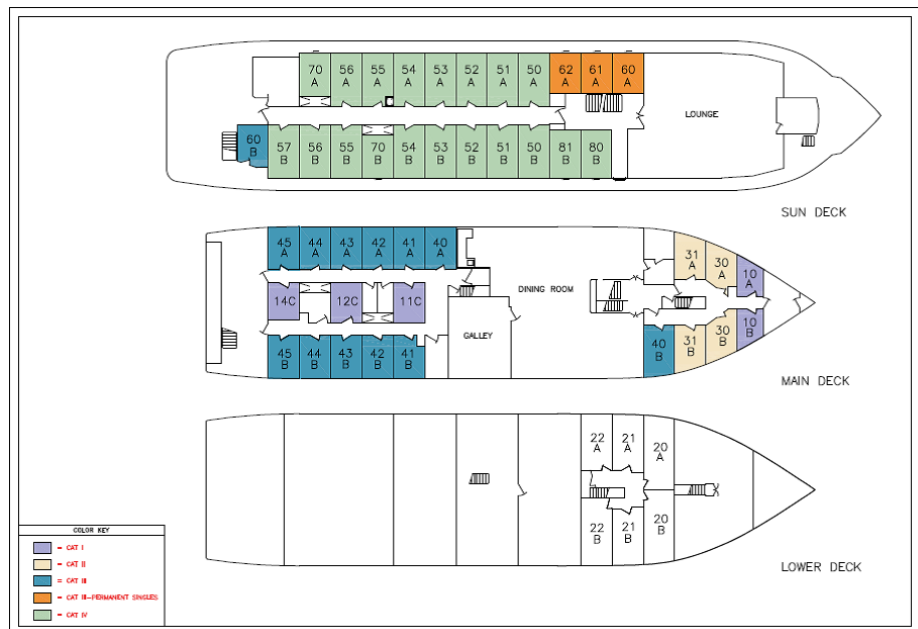 70 A 56 A 55 A 54 A 53 A 52 A 51 A 50 A 62 A 61 A 60 A
LOUNGE
60 B 57 B 56 B 55 B 70 B 54 B 53 B 52 B 51 B 50 B 81 B 80 B
SUN DECK
45 A 44 A 43 A 42 A 41 A 40 A 31 A 30 A 10 A
DINING ROOM
14C 12C 11C
GALLEY
45 B 44 B 43 B 42 B 41 B 40 B 31 B 30 B 10 B
MAIN DECK
22 A 21 A 20 A
22 B 21 B 20 B
LOWER DECK
COLOR KEY
= CAT I
= CAT II
= CAT III
= CAT III-PERMANENT SINGLES
= CAT IV